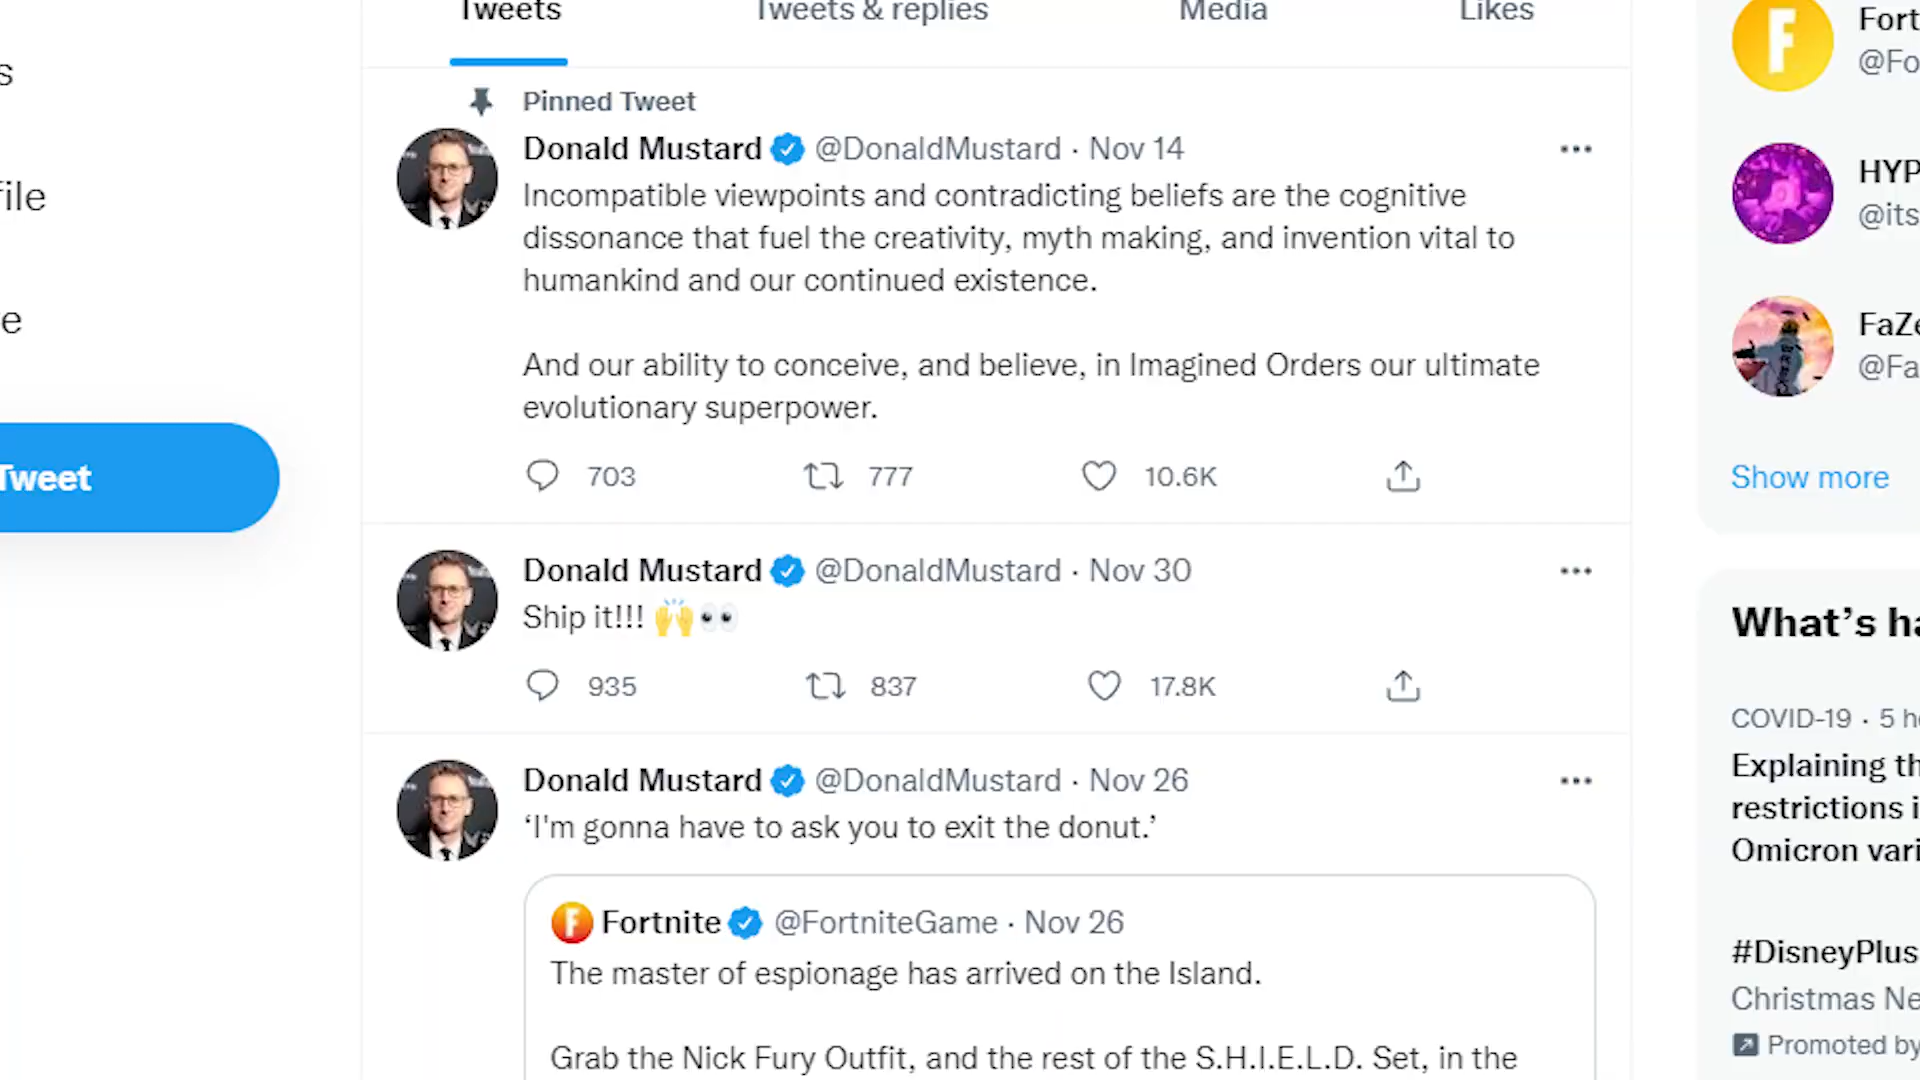 Tweets
Tweets & replies
Media
Likes
Pinned Tweet
Donald Mustard @DonaldMustard · Nov 14
Incompatible viewpoints and contradicting beliefs are the cognitive
dissonance that fuel the creativity, myth making, and invention vital to
humankind and our continued existence.
And our ability to conceive, and believe, in Imagined Orders our ultimate
evolutionary superpower.
703 777 10.6K
Donald Mustard @DonaldMustard · Nov 30
Ship it!!! 🙌👀
935 837 17.8K
Donald Mustard @DonaldMustard · Nov 26
‘I'm gonna have to ask you to exit the donut.’
Fortnite @FortniteGame · Nov 26
The master of espionage has arrived on the Island.
Grab the Nick Fury Outfit, and the rest of the S.H.I.E.L.D. Set, in the
Tweet
Fort
@Fo
HYP
@its
FaZe
@Fa
Show more
What’s ha
COVID-19 · 5 h
Explaining th
restrictions i
Omicron vari
#DisneyPlus
Christmas Ne
Promoted by